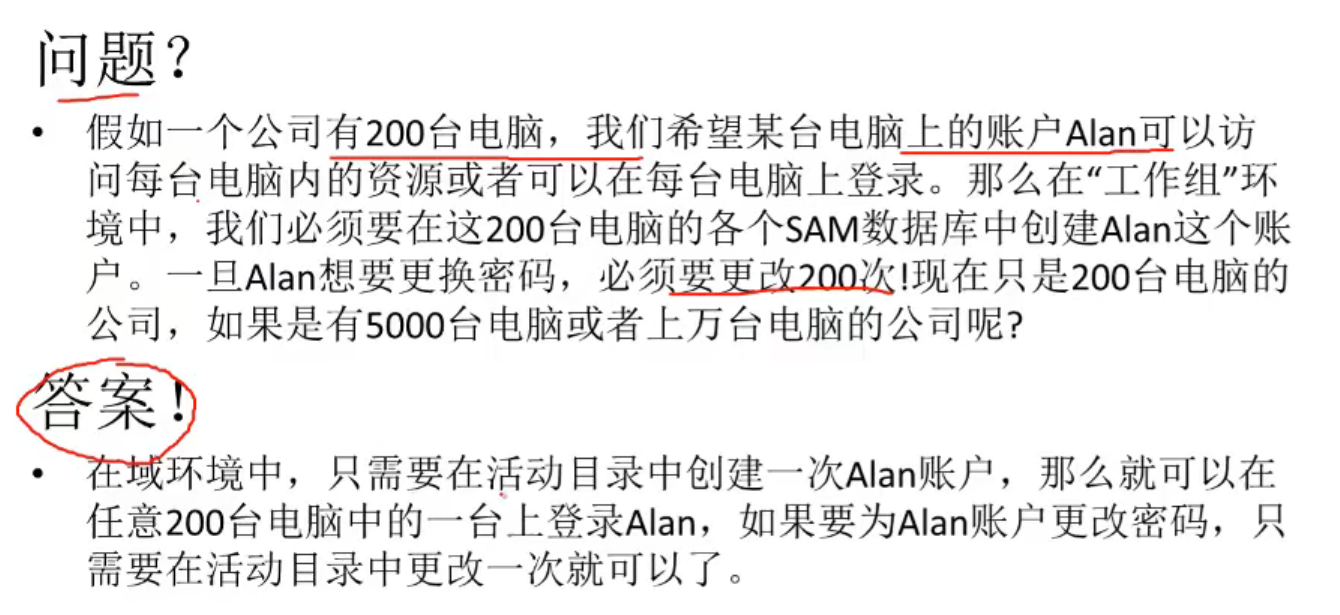 问题？
• 假如一个公司有200台电脑，我们希望某台电脑上的账户Alan可以访
问每台电脑内的资源或者可以在每台电脑上登录。那么在“工作组”环
境中，我们必须要在这200台电脑的各个SAM数据库中创建Alan这个账
户。一旦Alan想要更换密码，必须要更改200次!现在只是200台电脑的
公司，如果是有5000台电脑或者上万台电脑的公司呢?
答案！
• 在域环境中，只需要在活动目录中创建一次Alan账户，那么就可以在
任意200台电脑中的一台上登录Alan，如果要为Alan账户更改密码，只
需要在活动目录中更改一次就可以了。